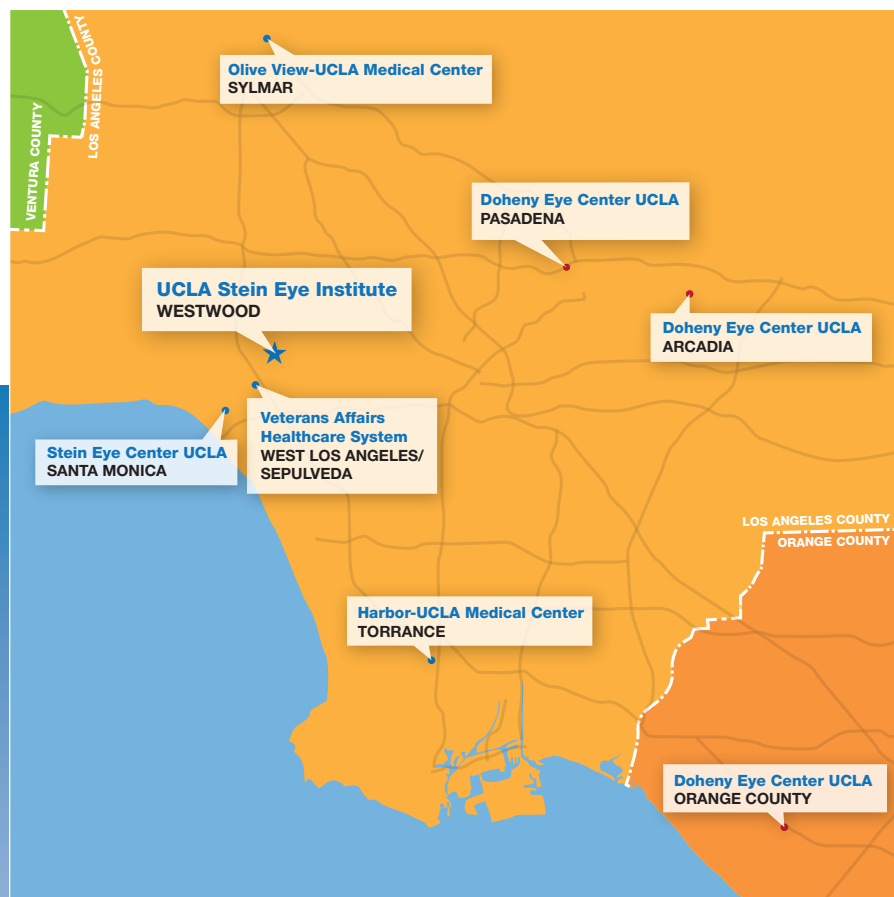 LOS ANGELES COUNTY
VENTURA COUNTY
Olive View-UCLA Medical Center
SYLMAR
Doheny Eye Center UCLA
PASADENA
UCLA Stein Eye Institute
WESTWOOD
Doheny Eye Center UCLA
ARCADIA
Veterans Affairs
Healthcare System
WEST LOS ANGELES/
SEPULVEDA
Stein Eye Center UCLA
SANTA MONICA
LOS ANGELES COUNTY
ORANGE COUNTY
Harbor-UCLA Medical Center
TORRANCE
Doheny Eye Center UCLA
ORANGE COUNTY